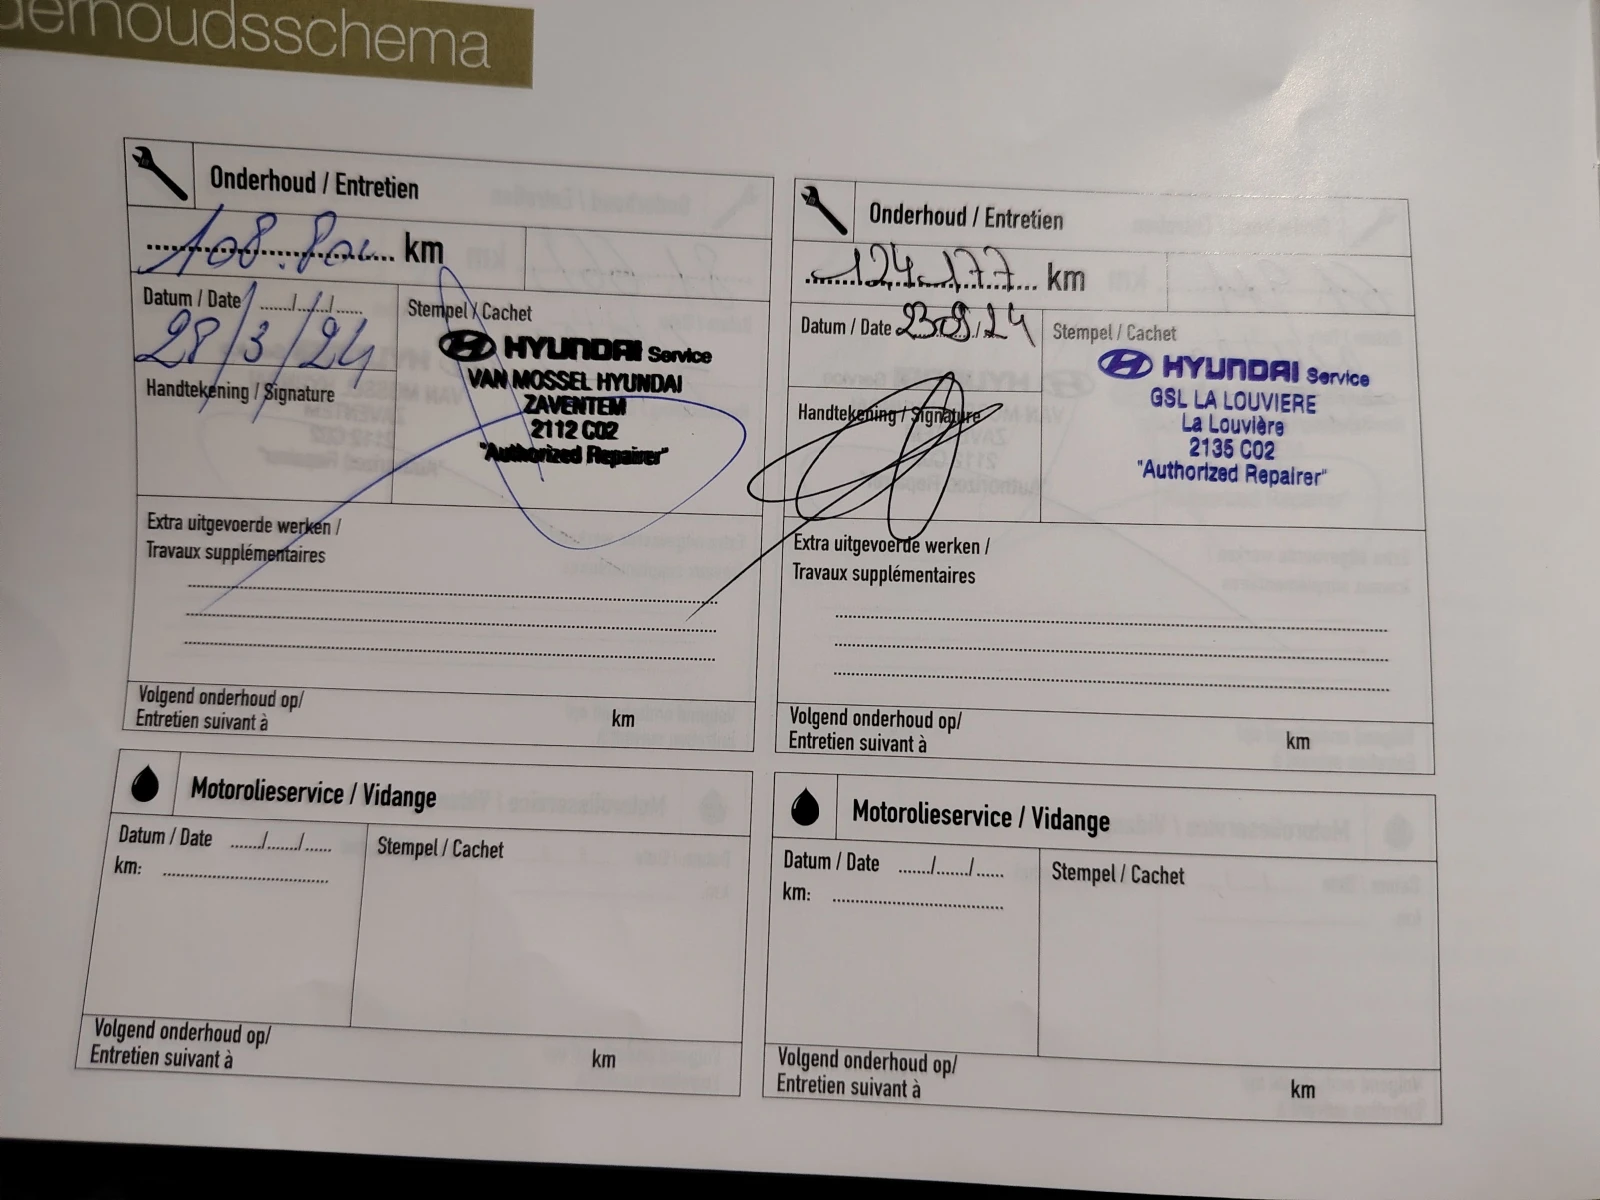 derhoudsschema
Onderhoud / Entretien
108.804 km
Datum / Date 28/3/24
Stempel / Cachet
HYUNDAI Service
VAN MOSSEL HYUNDAI
ZAVENTEM
2112 C02
"Authorized Repairer"
Handtekening / Signature
Extra uitgevoerde werken /
Travaux supplémentaires
Volgend onderhoud op/
Entretien suivant à km
Onderhoud / Entretien
124.177 km
Datum / Date 23.09.24
Stempel / Cachet
HYUNDAI Service
GSL LA LOUVIERE
La Louvière
2135 C02
"Authorized Repairer"
Handtekening / Signature
Extra uitgevoerde werken /
Travaux supplémentaires
Volgend onderhoud op/
Entretien suivant à km
Motorolieservice / Vidange
Datum / Date ....../....../......
Stempel / Cachet
km:
Volgend onderhoud op/
Entretien suivant à km
Motorolieservice / Vidange
Datum / Date ....../....../......
Stempel / Cachet
km:
Volgend onderhoud op/
Entretien suivant à km